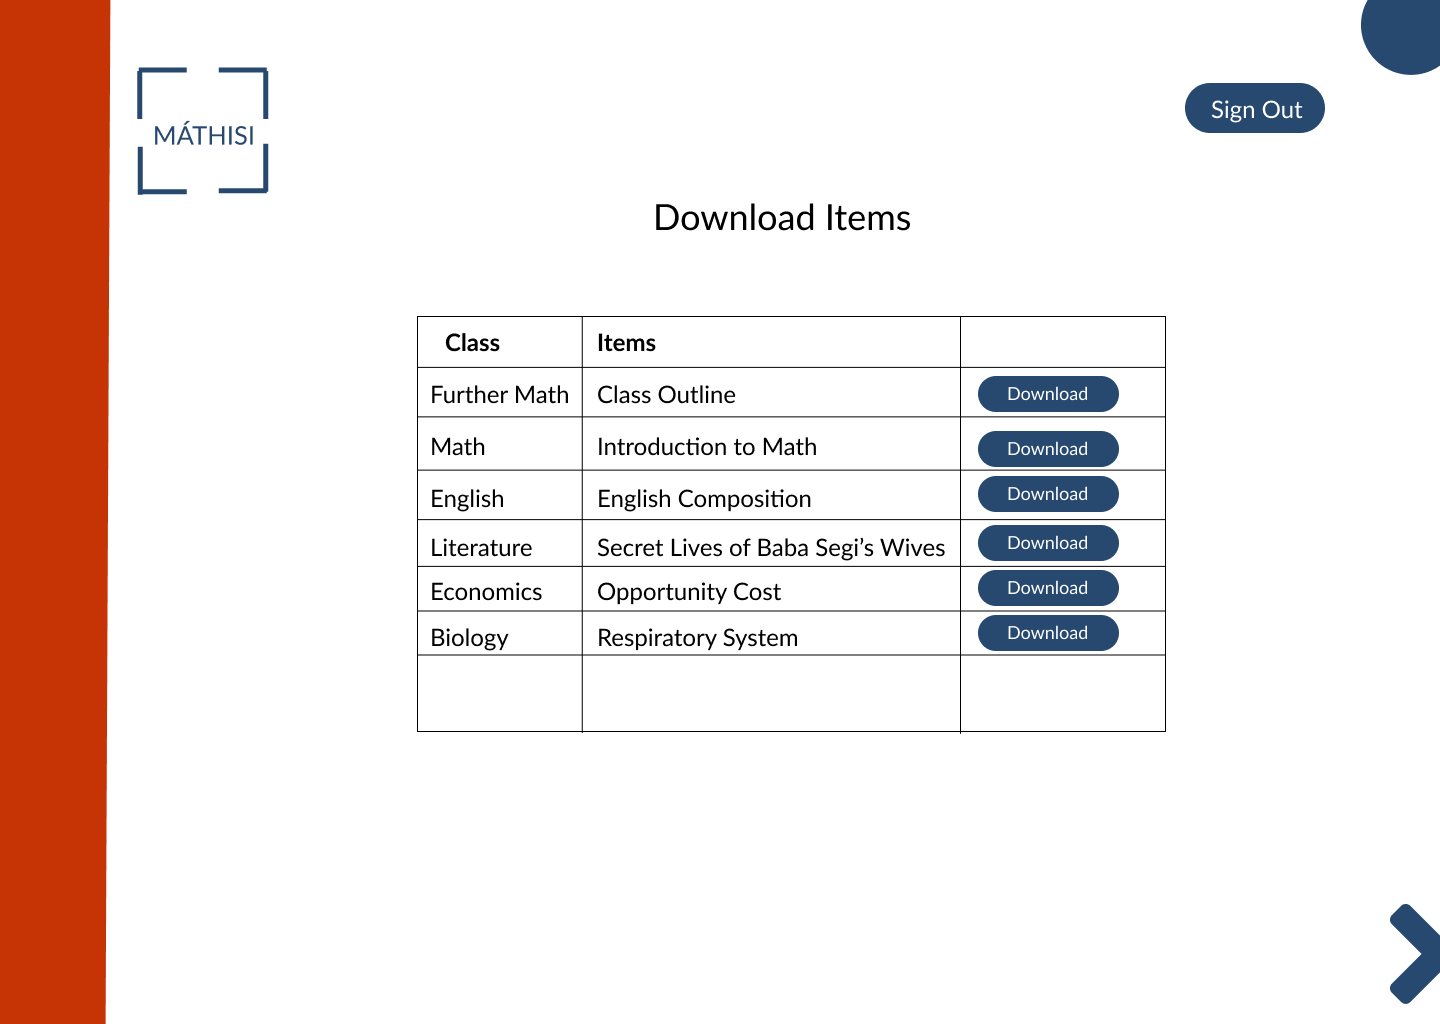 MÁTHISI
Sign Out
Download Items
Class Items
Further Math Class Outline Download
Math Introduction to Math Download
English English Composition Download
Literature Secret Lives of Baba Segi’s Wives Download
Economics Opportunity Cost Download
Biology Respiratory System Download